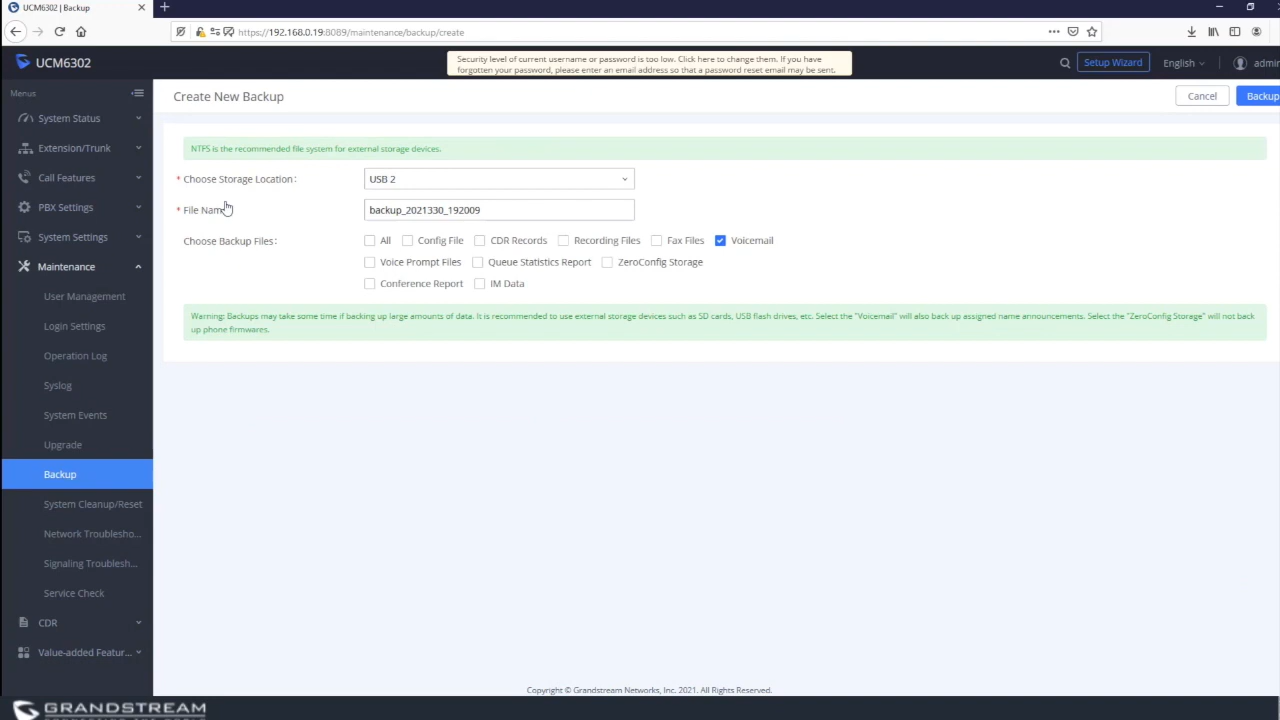 UCM6302 | Backup
https://192.168.0.19:8089/maintenance/backup/create
UCM6302
Security level of current username or password is too low. Click here to change them. If you have
forgotten your password, please enter an email address so that a password reset email may be sent.
Setup Wizard
English
admin
Menus
System Status
Extension/Trunk
Call Features
PBX Settings
System Settings
Maintenance
User Management
Login Settings
Operation Log
Syslog
System Events
Upgrade
Backup
System Cleanup/Reset
Network Troublesho...
Signaling Troublesh...
Service Check
CDR
Value-added Featur...
Create New Backup
Cancel
Backup
NTFS is the recommended file system for external storage devices.
* Choose Storage Location:
USB 2
* File Nam
backup_2021330_192009
Choose Backup Files:
All
Config File
CDR Records
Recording Files
Fax Files
Voicemail
Voice Prompt Files
Queue Statistics Report
ZeroConfig Storage
Conference Report
IM Data
Warning: Backups may take some time if backing up large amounts of data. It is recommended to use external storage devices such as SD cards, USB flash drives, etc. Select the "Voicemail" will also back up assigned name announcements. Select the "ZeroConfig Storage" will not back
up phone firmwares.
Copyright © Grandstream Networks, Inc. 2021. All Rights Reserved.
GRANDSTREAM